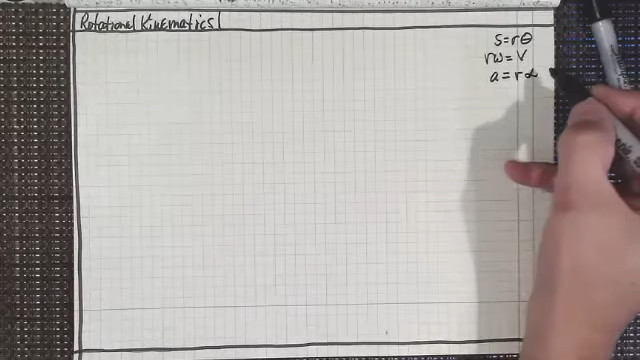 Rotational Kinematics
s=rθ
rω=v
a=rα